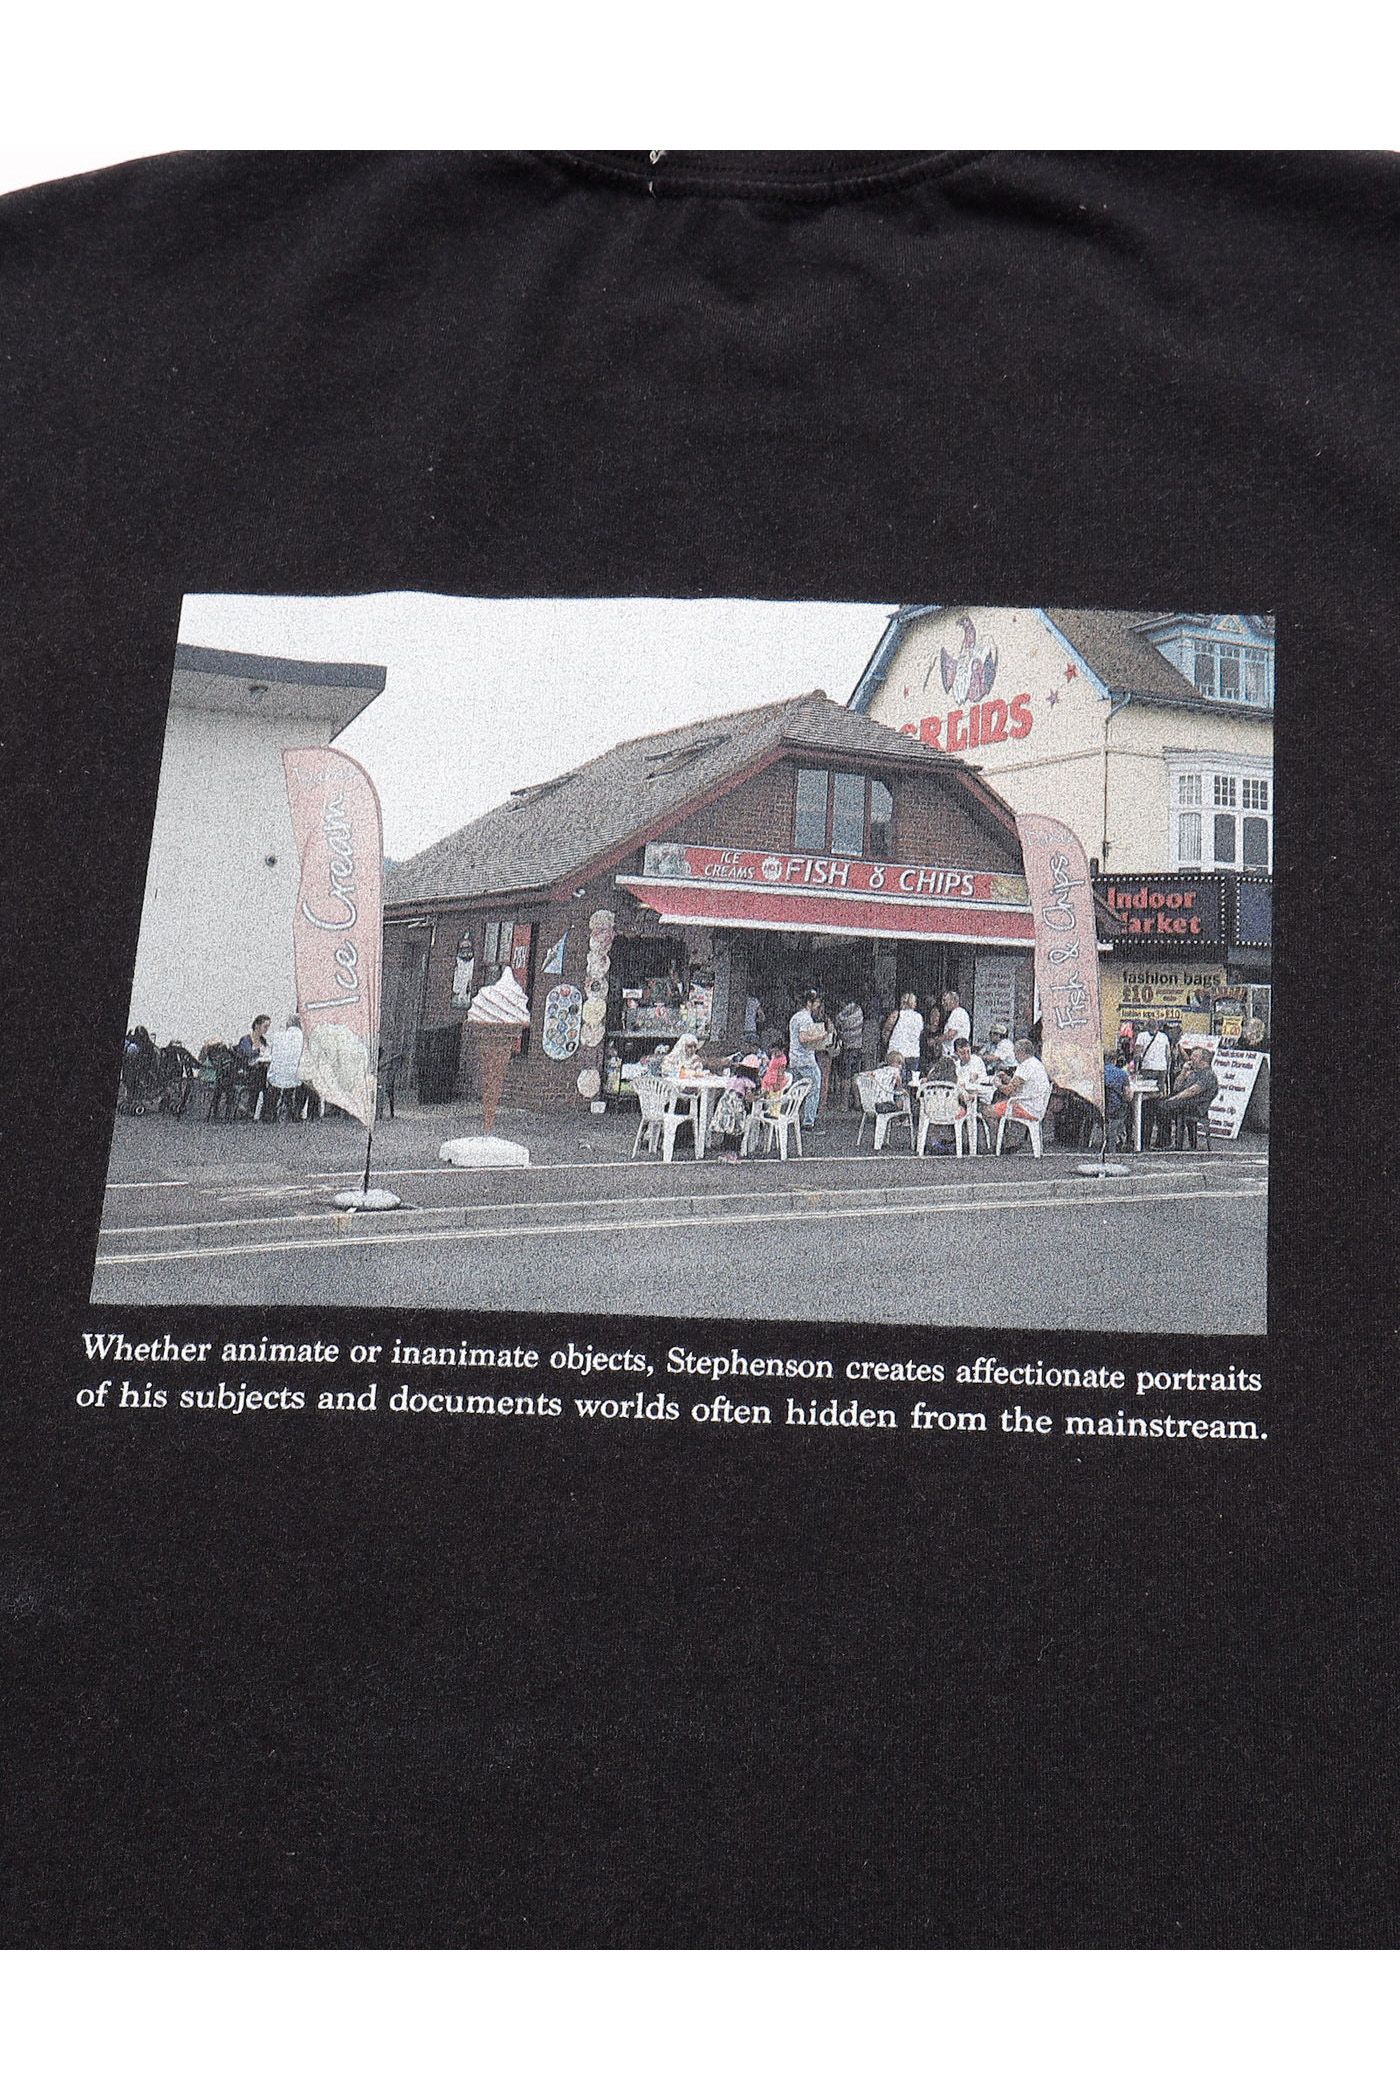 Ice Cream
ICE
CREAMS
FISH & CHIPS
Fish & Chips
Indoor
Market
fashion bags
£10
Whether animate or inanimate objects, Stephenson creates affectionate portraits
of his subjects and documents worlds often hidden from the mainstream.